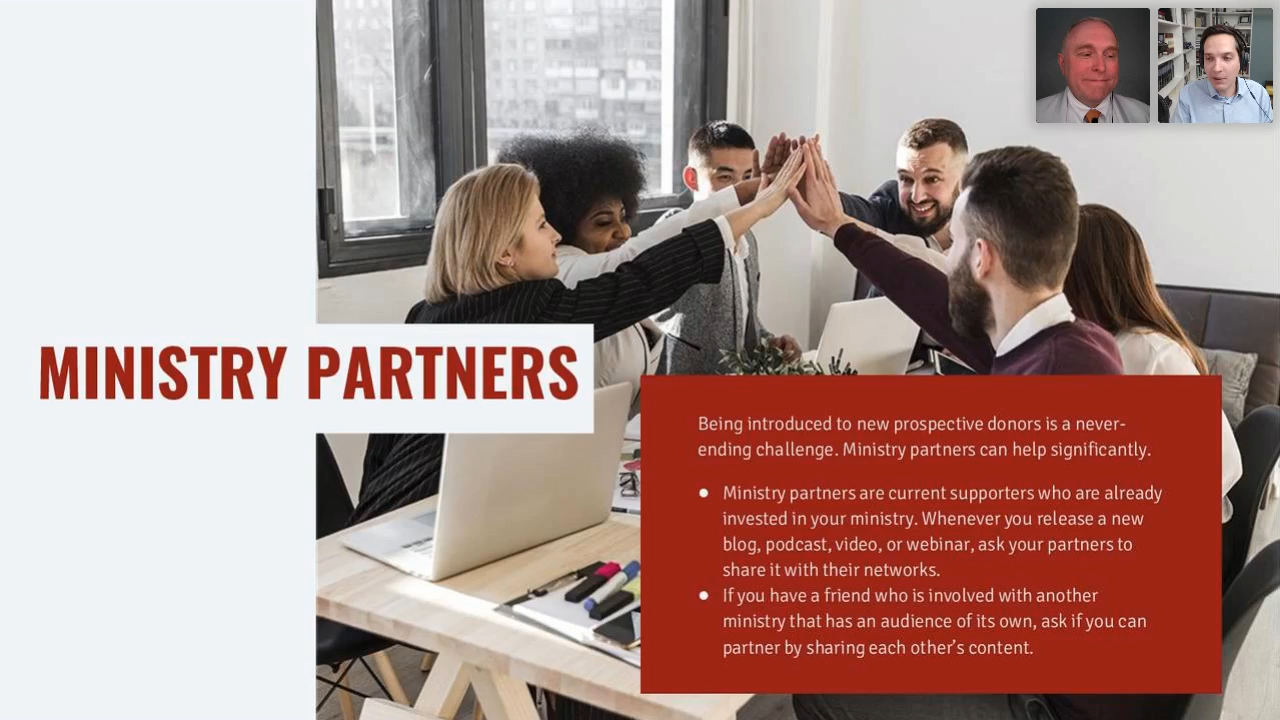 MINISTRY PARTNERS
Being introduced to new prospective donors is a never-
ending challenge. Ministry partners can help significantly.
● Ministry partners are current supporters who are already
invested in your ministry. Whenever you release a new
blog, podcast, video, or webinar, ask your partners to
share it with their networks.
● If you have a friend who is involved with another
ministry that has an audience of its own, ask if you can
partner by sharing each other’s content.